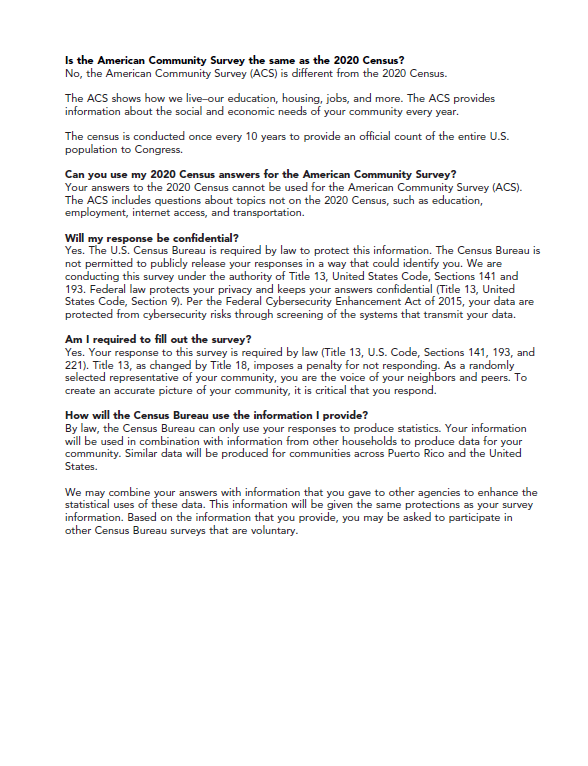 Is the American Community Survey the same as the 2020 Census?
No, the American Community Survey (ACS) is different from the 2020 Census.
The ACS shows how we live–our education, housing, jobs, and more. The ACS provides
information about the social and economic needs of your community every year.
The census is conducted once every 10 years to provide an official count of the entire U.S.
population to Congress.
Can you use my 2020 Census answers for the American Community Survey?
Your answers to the 2020 Census cannot be used for the American Community Survey (ACS).
The ACS includes questions about topics not on the 2020 Census, such as education,
employment, internet access, and transportation.
Will my response be confidential?
Yes. The U.S. Census Bureau is required by law to protect this information. The Census Bureau is
not permitted to publicly release your responses in a way that could identify you. We are
conducting this survey under the authority of Title 13, United States Code, Sections 141 and
193. Federal law protects your privacy and keeps your answers confidential (Title 13, United
States Code, Section 9). Per the Federal Cybersecurity Enhancement Act of 2015, your data are
protected from cybersecurity risks through screening of the systems that transmit your data.
Am I required to fill out the survey?
Yes. Your response to this survey is required by law (Title 13, U.S. Code, Sections 141, 193, and
221). Title 13, as changed by Title 18, imposes a penalty for not responding. As a randomly
selected representative of your community, you are the voice of your neighbors and peers. To
create an accurate picture of your community, it is critical that you respond.
How will the Census Bureau use the information I provide?
By law, the Census Bureau can only use your responses to produce statistics. Your information
will be used in combination with information from other households to produce data for your
community. Similar data will be produced for communities across Puerto Rico and the United
States.
We may combine your answers with information that you gave to other agencies to enhance the
statistical uses of these data. This information will be given the same protections as your survey
information. Based on the information that you provide, you may be asked to participate in
other Census Bureau surveys that are voluntary.